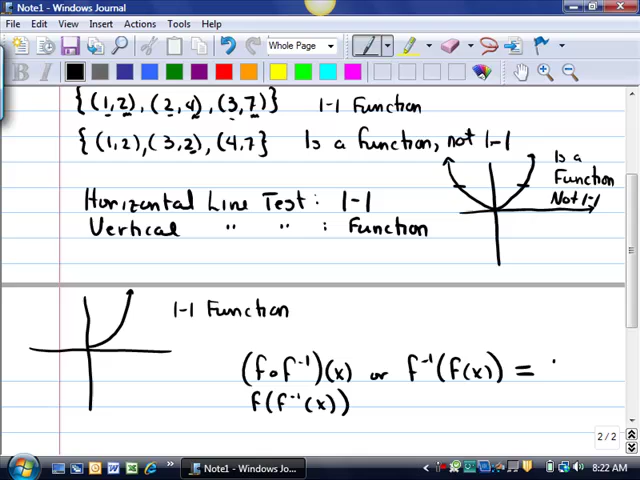 Note1 - Windows Journal
File Edit View Insert Actions Tools Help
Whole Page
B I
{(1,2), (2,4), (3,7)} 1-1 Function
{(1,2), (3,2), (4,7} Is a function, not 1-1
Is a
Function
Not 1-1
Horizontal Line Test: 1-1
Vertical " " : Function
1-1 Function
(f∘f⁻¹)(x) or f⁻¹(f(x)) =
f(f⁻¹(x))
2/2
Note1 - Windows Jo...
8:22 AM